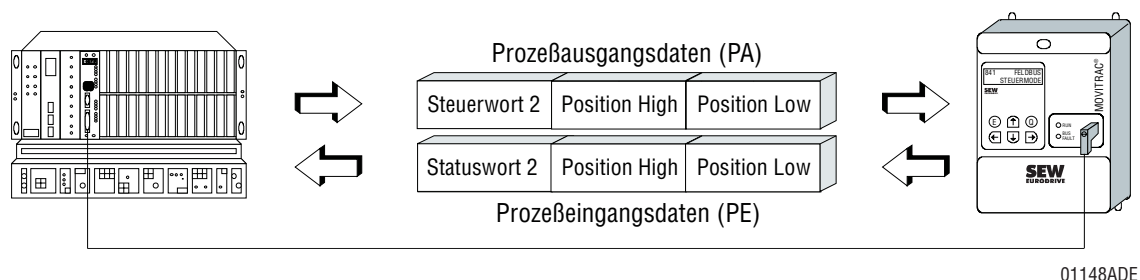 Prozeßausgangsdaten (PA)
Steuerwort 2 Position High Position Low
Statuswort 2 Position High Position Low
Prozeßeingangsdaten (PE)
841 FELDBUS
STEUERMODE
SEW
MOVITRAC®
E Q
RUN
BUS
FAULT
SEW
EURODRIVE
01148ADE